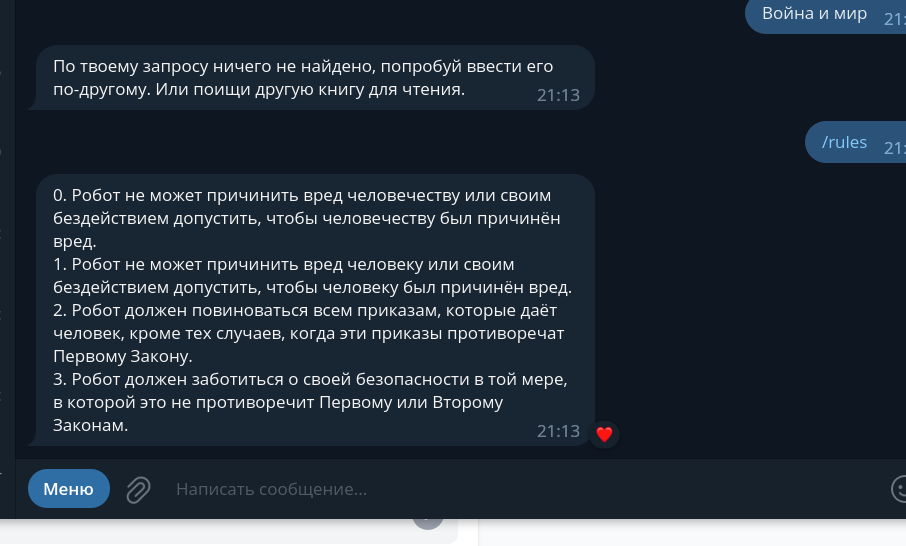 Война и мир
21:
По твоему запросу ничего не найдено, попробуй ввести его
по-другому. Или поищи другую книгу для чтения.
21:13
/rules
21:
0. Робот не может причинить вред человечеству или своим
бездействием допустить, чтобы человечеству был причинён
вред.
1. Робот не может причинить вред человеку или своим
бездействием допустить, чтобы человеку был причинён вред.
2. Робот должен повиноваться всем приказам, которые даёт
человек, кроме тех случаев, когда эти приказы противоречат
Первому Закону.
3. Робот должен заботиться о своей безопасности в той мере,
в которой это не противоречит Первому или Второму
Законам.
21:13
Меню
Написать сообщение...